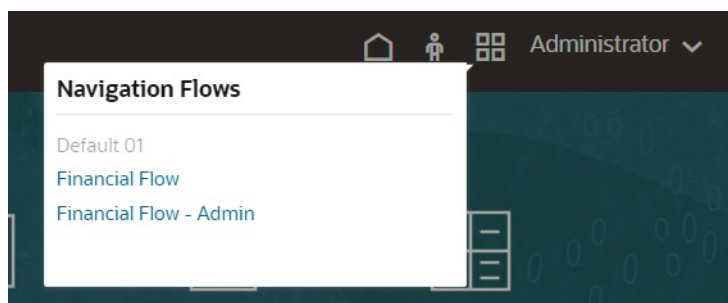 Administrator
Navigation Flows
Default 01
Financial Flow
Financial Flow - Admin